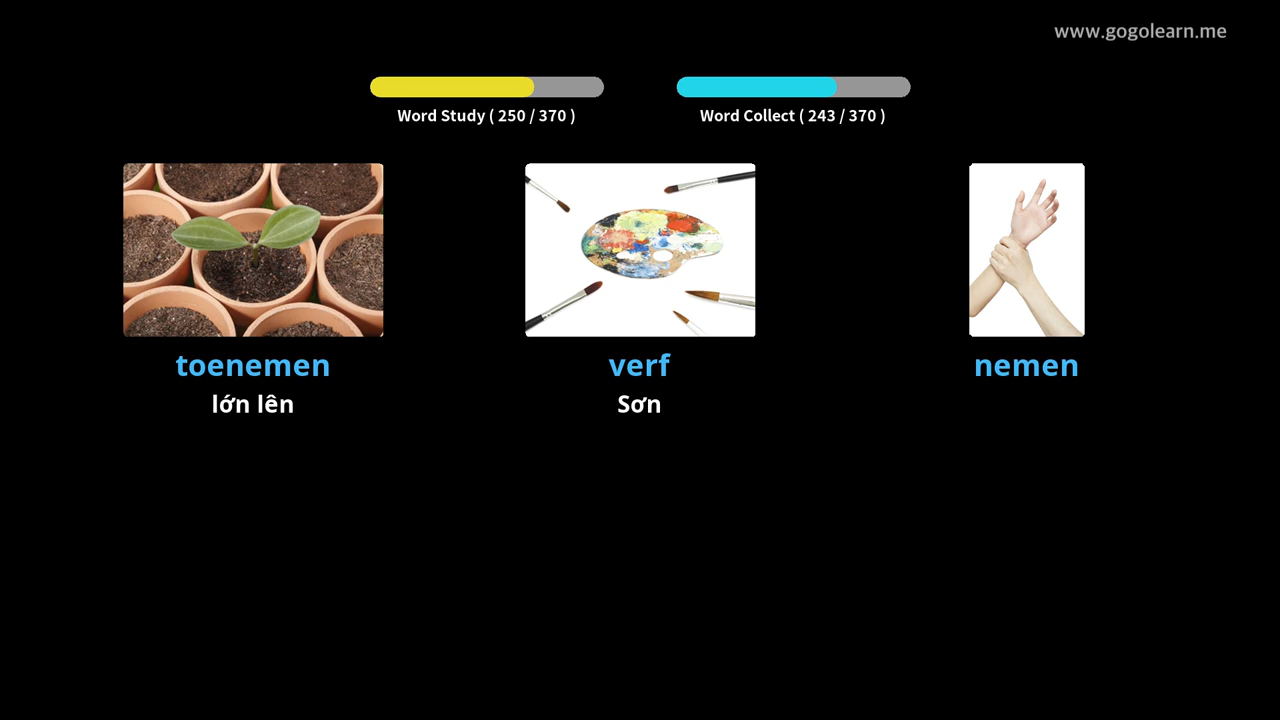 www.gogolearn.me
Word Study ( 250 / 370 )
Word Collect ( 243 / 370 )
toenemen
lớn lên
verf
Sơn
nemen